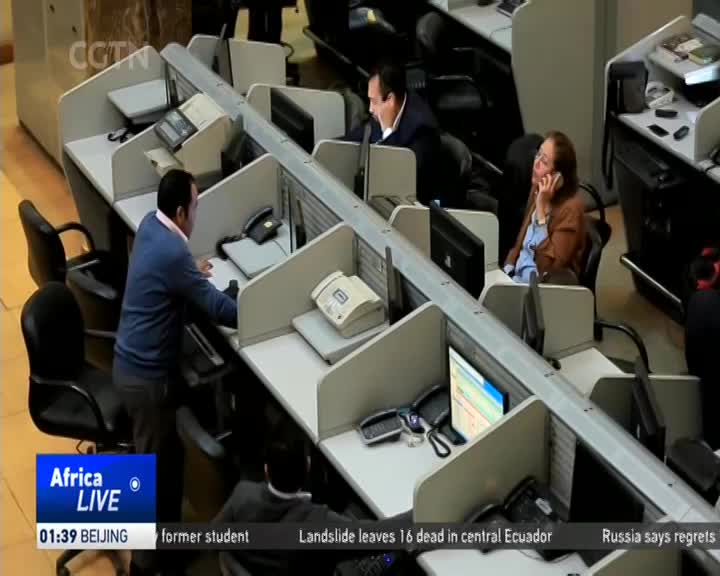 CGTN
Africa
LIVE
01:39 BEIJING
former student Landslide leaves 16 dead in central Ecuador Russia says regrets